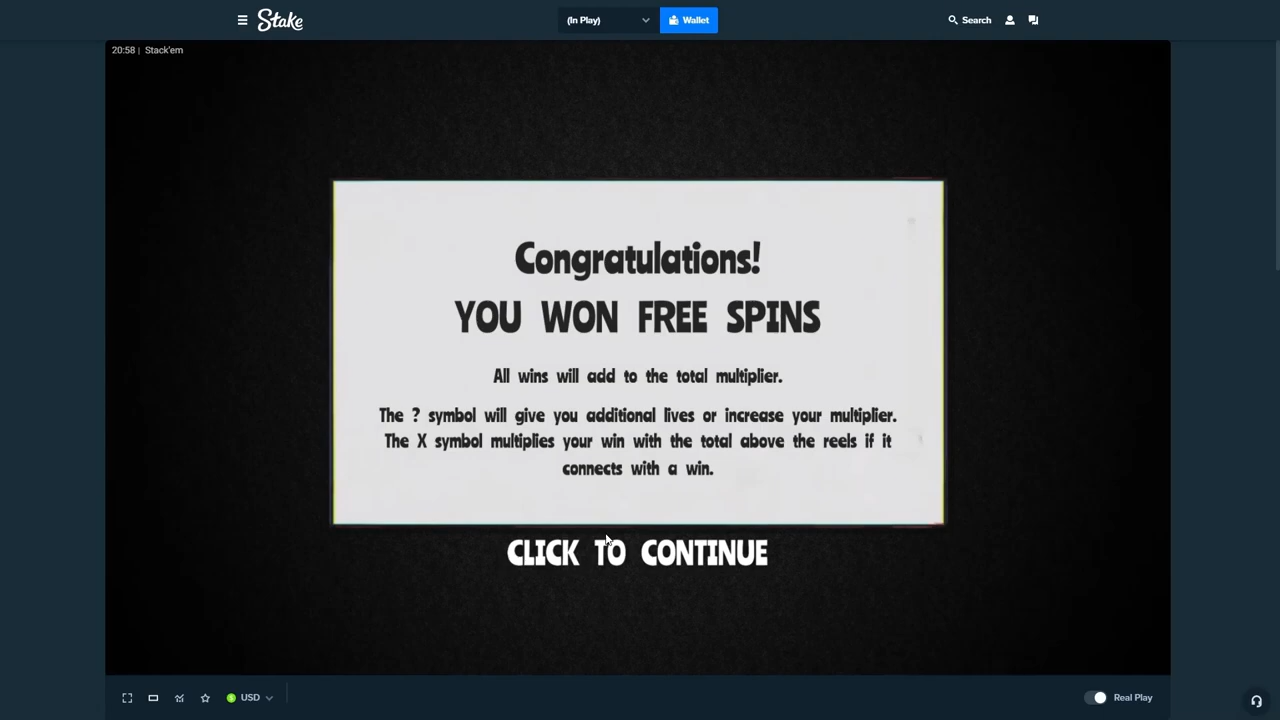 Stake
(In Play)
Wallet
Search
20:58 | Stack'em
Congratulations!
YOU WON FREE SPINS
All wins will add to the total multiplier.
The ? symbol will give you additional lives or increase your multiplier.
The X symbol multiplies your win with the total above the reels if it
connects with a win.
CLICK TO CONTINUE
USD
Real Play